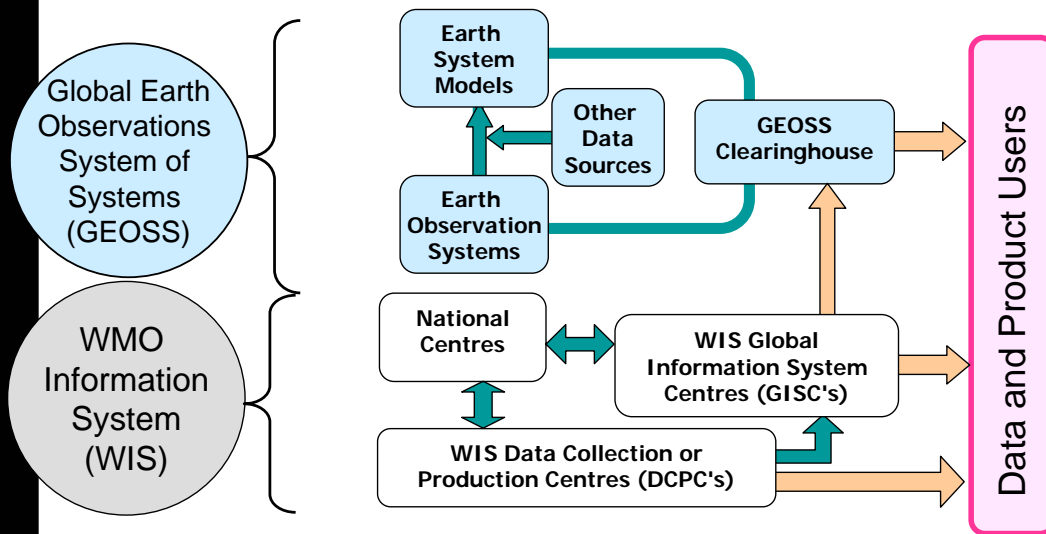 Global Earth
Observations
System of
Systems
(GEOSS)
WMO
Information
System
(WIS)
Earth
System
Models
Other
Data
Sources
Earth
Observation
Systems
GEOSS
Clearinghouse
National
Centres
WIS Global
Information System
Centres (GISC's)
WIS Data Collection or
Production Centres (DCPC's)
Data and Product Users